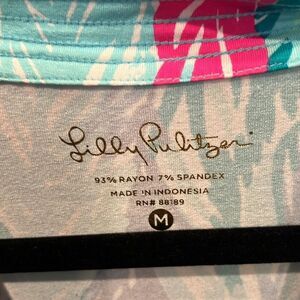 Lilly Pulitzer
93% RAYON 7% SPANDEX
MADE IN INDONESIA
RN# 88189
M